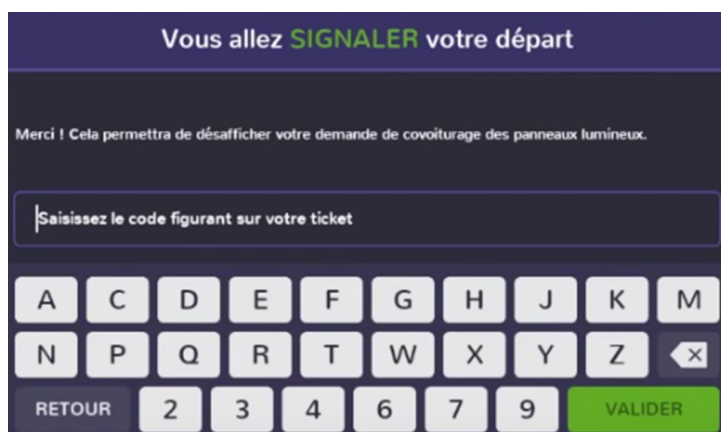 Vous allez SIGNALER votre départ
Merci ! Cela permettra de désafficher votre demande de covoiturage des panneaux lumineux.
Saisissez le code figurant sur votre ticket
A C D E F G H J K M
N P Q R T W X Y Z
RETOUR 2 3 4 6 7 9 VALIDER